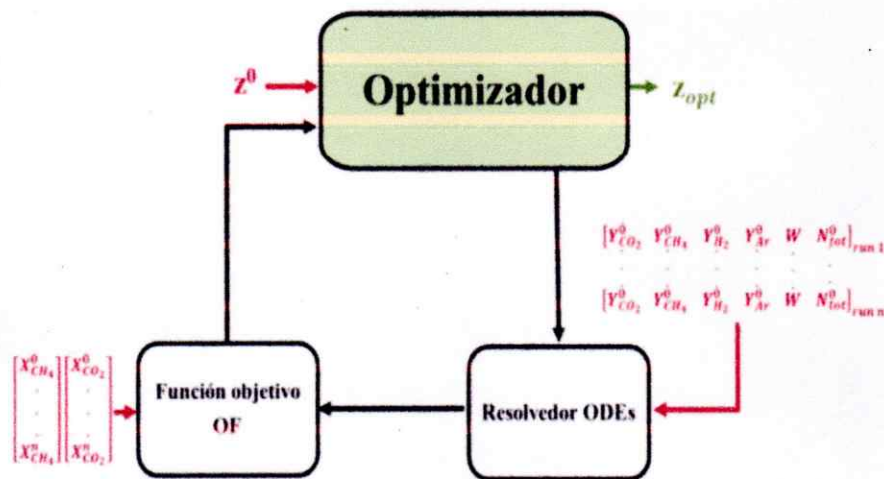 Optimizador
Z⁰
Z_opt
[Y⁰_CO₂ Y⁰_CH₄ Y⁰_H₂ Y⁰_Ar W N⁰_tot]_run 1
. . . . . .
. . . . . .
[Y⁰_CO₂ Y⁰_CH₄ Y⁰_H₂ Y⁰_Ar W N⁰_tot]_run n
[X⁰_CH₄] [X⁰_CO₂]
. .
. .
[Xⁿ_CH₄] [Xⁿ_CO₂]
Función objetivo
OF
Resolvedor ODEs